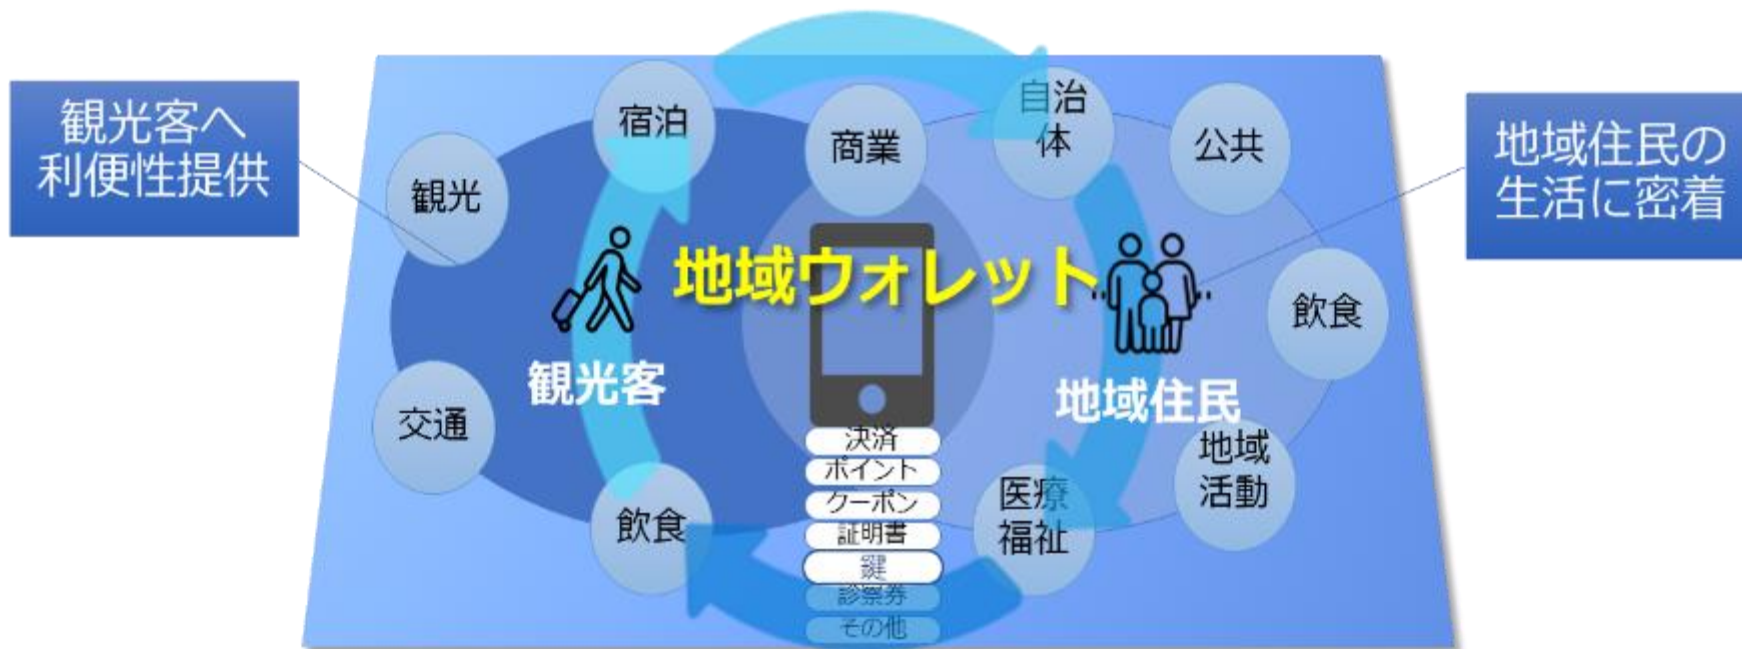 観光客へ
利便性提供
宿泊
商業
自治
体
公共
地域住民の
生活に密着
観光
地域ウォレット
飲食
観光客
地域住民
交通
決済
ポイント
クーポン
証明書
鍵
診察券
その他
飲食
医療
福祉
地域
活動